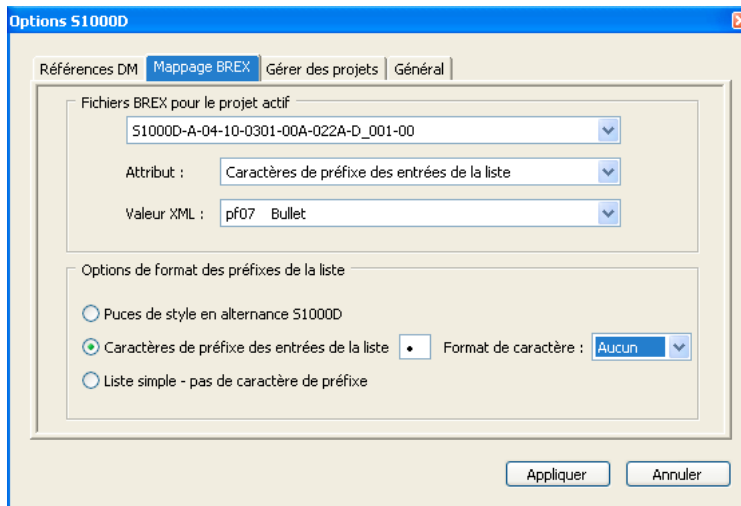 Options S1000D
Références DM Mappage BREX Gérer des projets Général
Fichiers BREX pour le projet actif
S1000D-A-04-10-0301-00A-022A-D_001-00
Attribut : Caractères de préfixe des entrées de la liste
Valeur XML : pf07 Bullet
Options de format des préfixes de la liste
Puces de style en alternance S1000D
Caractères de préfixe des entrées de la liste • Format de caractère : Aucun
Liste simple - pas de caractère de préfixe
Appliquer Annuler